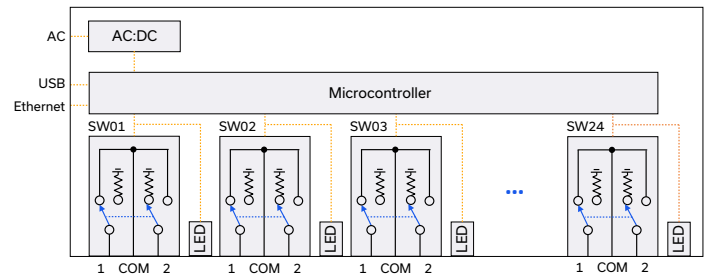 AC
AC:DC
USB
Microcontroller
Ethernet
SW01 SW02 SW03 SW24
...
LED LED LED LED
1 COM 2 1 COM 2 1 COM 2 1 COM 2